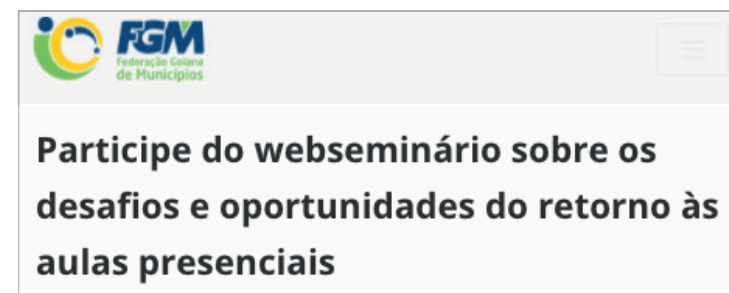 FGM
Federação Goiana
de Municípios
Participe do webseminário sobre os
desafios e oportunidades do retorno às
aulas presenciais